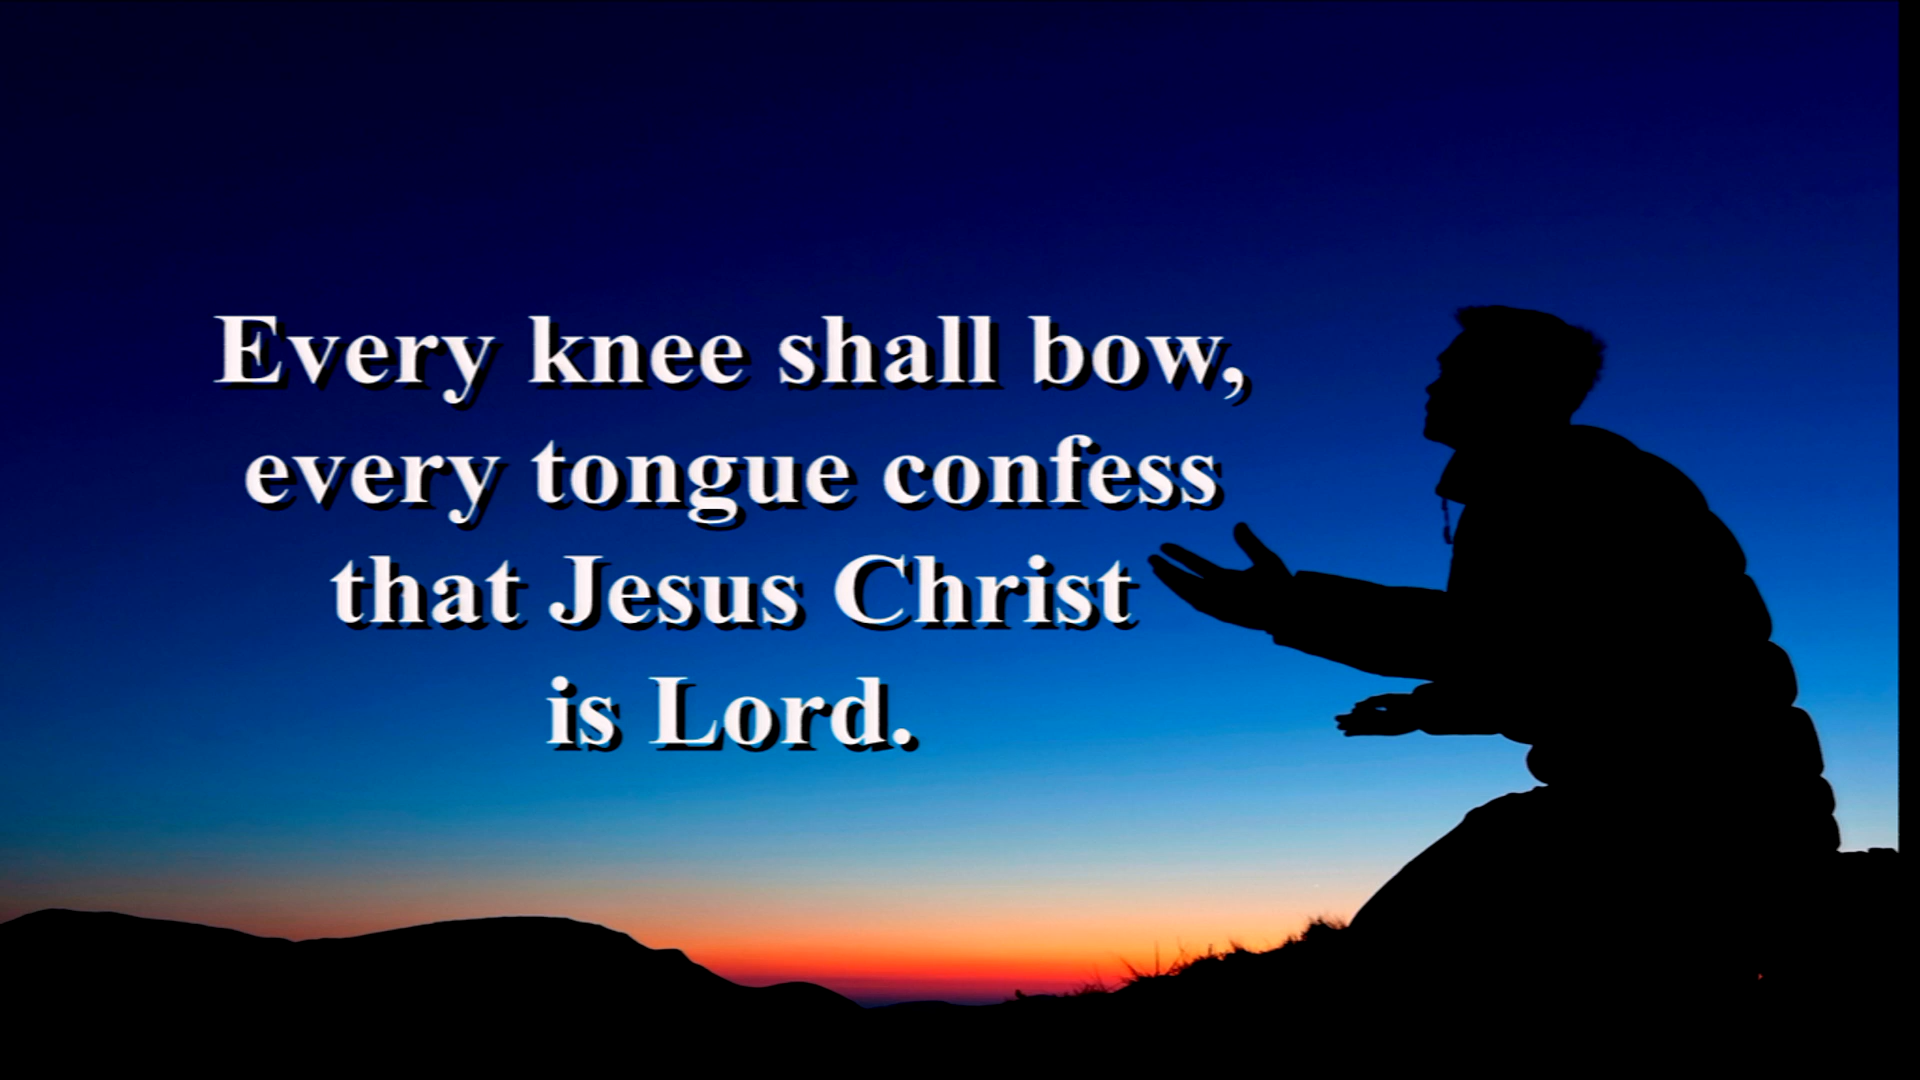 Every knee shall bow,
every tongue confess
that Jesus Christ
is Lord.